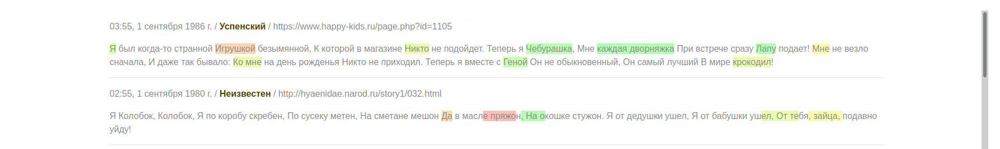 03:55, 1 сентября 1986 г. / Успенский / https://www.happy-kids.ru/page.php?id=1105
Я был когда-то странной Игрушкой безымянной, К которой в магазине Никто не подойдет. Теперь я Чебурашка, Мне каждая дворняжка При встрече сразу Лапу подает! Мне не везло
сначала, И даже так бывало: Ко мне на день рожденья Никто не приходил. Теперь я вместе с Геной Он не обыкновенный, Он самый лучший В мире крокодил!
02:55, 1 сентября 1980 г. / Неизвестен / http://hyaenidae.narod.ru/story1/032.html
Я Колобок, Колобок, Я по коробу скребен, По сусеку метен, На сметане мешон Да в масле пряжон, На окошке стужон. Я от дедушки ушел, Я от бабушки ушел, От тебя, зайца, подавно
уйду!